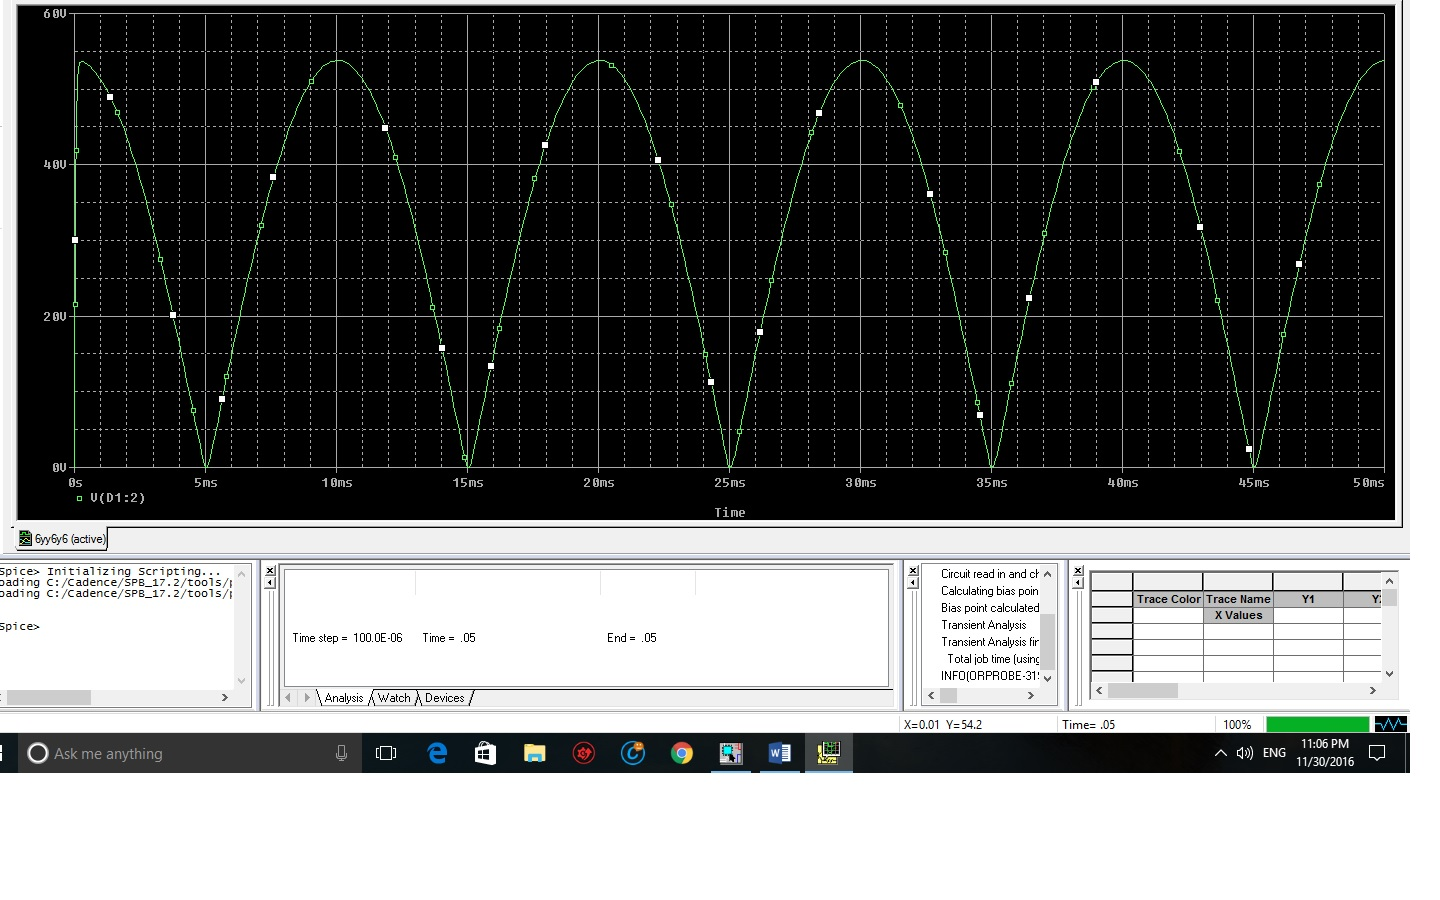 60V
40V
20V
0V
0s 5ms 10ms 15ms 20ms 25ms 30ms 35ms 40ms 45ms 50ms
V(D1:2)
Time
6yy6y6 (active)
Spice> Initializing Scripting...
oading C:/Cadence/SPB_17.2/tools/
oading C:/Cadence/SPB_17.2/tools/
Spice>
Time step = 100.0E-06 Time = .05 End = .05
Analysis Watch Devices
Circuit read in and ch
Calculating bias poin
Bias point calculated
Transient Analysis
Transient Analysis fir
Total job time (using
INFO(ORPROBE-319
Trace Color Trace Name Y1 Y
X Values
X=0.01 Y=54.2 Time= .05 100%
Ask me anything
ENG
11:06 PM
11/30/2016